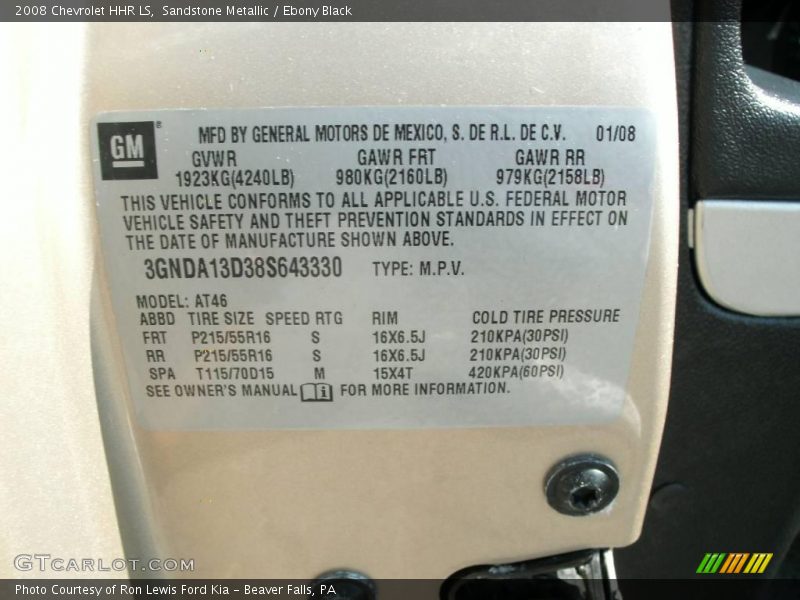 2008 Chevrolet HHR LS, Sandstone Metallic / Ebony Black
GM®
MFD BY GENERAL MOTORS DE MEXICO, S. DE R.L. DE C.V. 01/08
GVWR GAWR FRT GAWR RR
1923KG(4240LB) 980KG(2160LB) 979KG(2158LB)
THIS VEHICLE CONFORMS TO ALL APPLICABLE U.S. FEDERAL MOTOR
VEHICLE SAFETY AND THEFT PREVENTION STANDARDS IN EFFECT ON
THE DATE OF MANUFACTURE SHOWN ABOVE.
3GNDA13D38S643330 TYPE: M.P.V.
MODEL: AT46
ABBD TIRE SIZE SPEED RTG RIM COLD TIRE PRESSURE
FRT P215/55R16 S 16X6.5J 210KPA(30PSI)
RR P215/55R16 S 16X6.5J 210KPA(30PSI)
SPA T115/70D15 M 15X4T 420KPA(60PSI)
SEE OWNER'S MANUAL FOR MORE INFORMATION.
GTCARLOT.COM
Photo Courtesy of Ron Lewis Ford Kia – Beaver Falls, PA